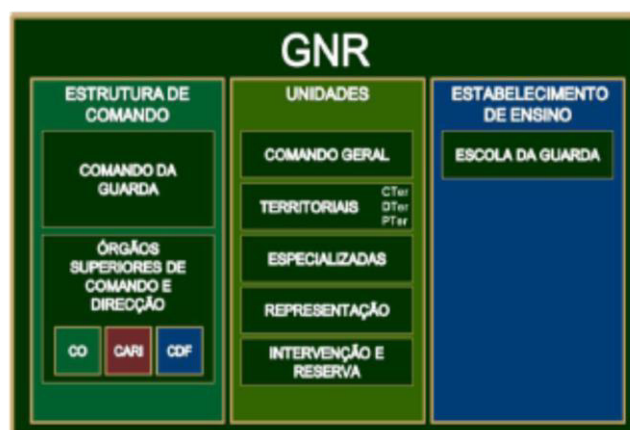 GNR
ESTRUTURA DE
COMANDO
COMANDO DA
GUARDA
ÓRGÃOS
SUPERIORES DE
COMANDO E
DIRECÇÃO
CO
CARI
CDF
UNIDADES
COMANDO GERAL
TERRITORIAIS
CTer
DTer
PTer
ESPECIALIZADAS
REPRESENTAÇÃO
INTERVENÇÃO E
RESERVA
ESTABELECIMENTO
DE ENSINO
ESCOLA DA GUARDA